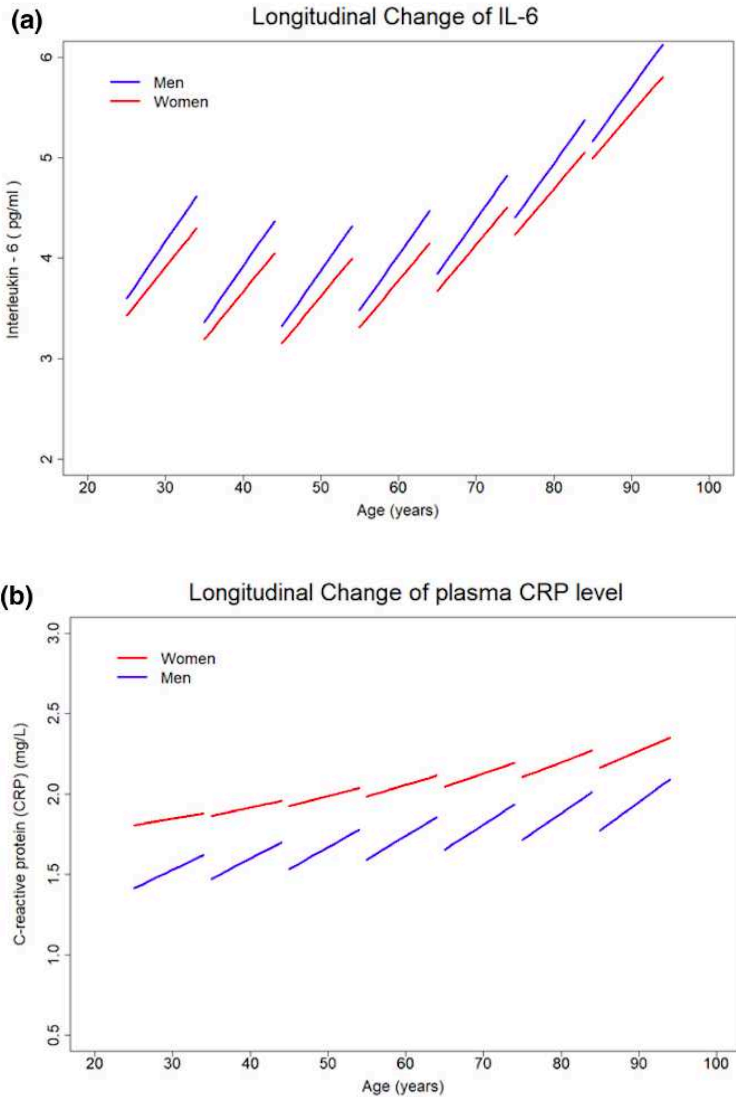 (a)
Longitudinal Change of IL-6
Men
Women
Interleukin - 6 ( pg/ml )
6
5
4
3
2
20 30 40 50 60 70 80 90 100
Age (years)
(b)
Longitudinal Change of plasma CRP level
Women
Men
C-reactive protein (CRP) (mg/L)
3.0
2.5
2.0
1.5
1.0
0.5
20 30 40 50 60 70 80 90 100
Age (years)